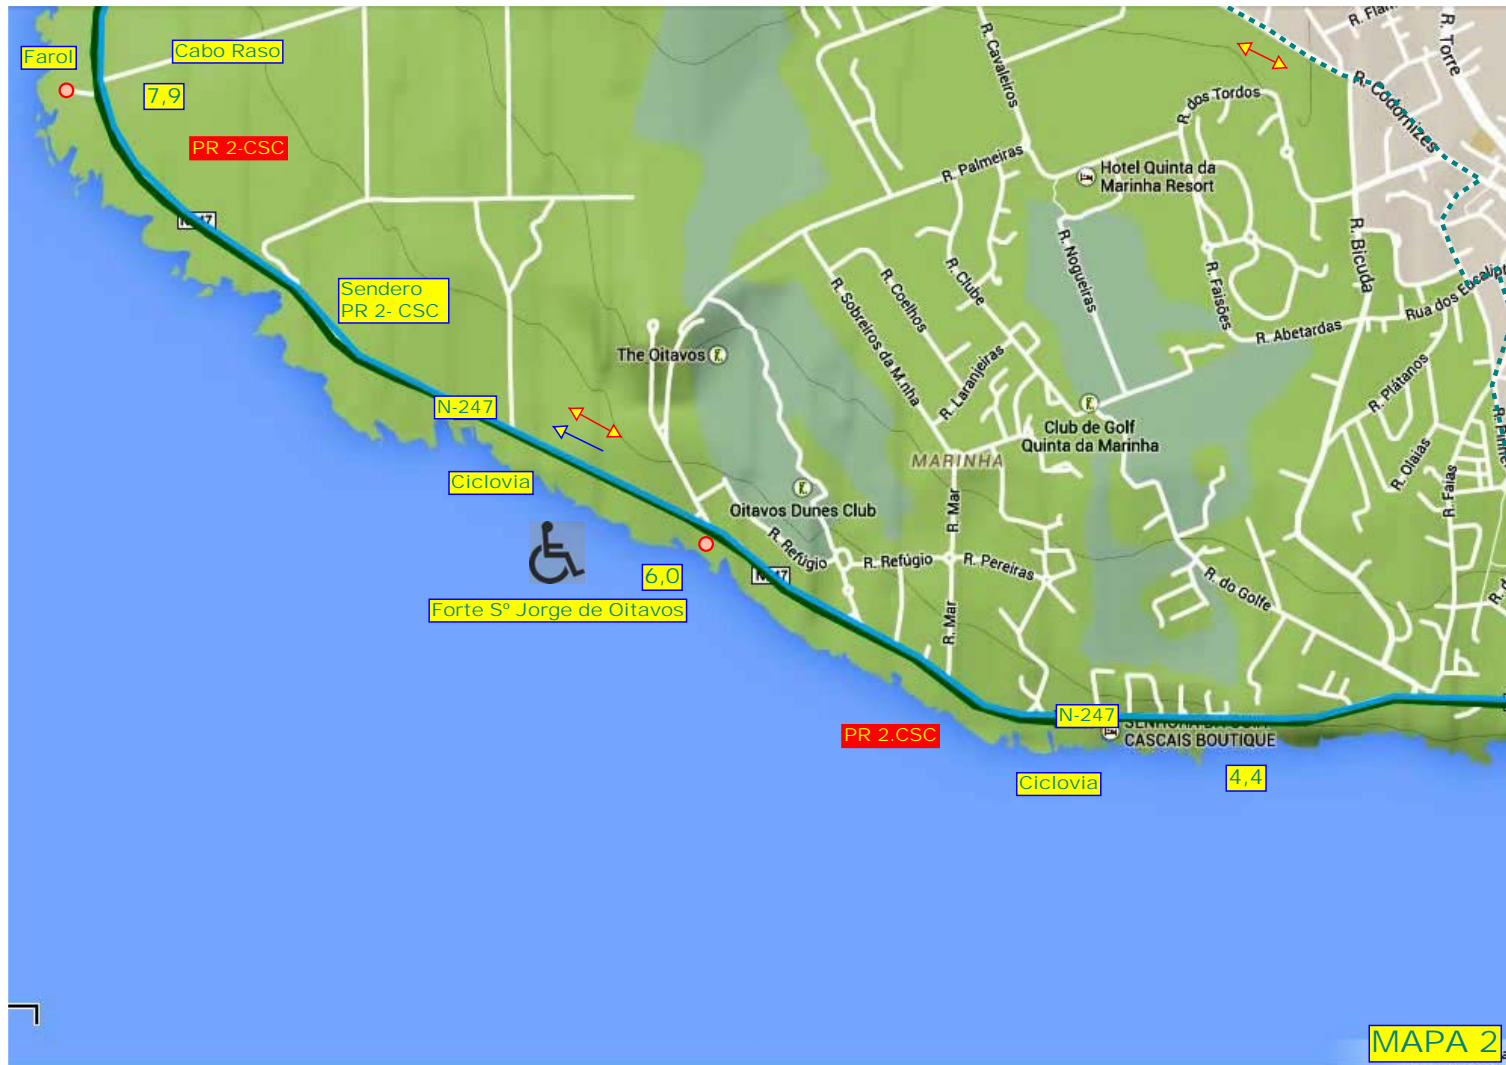 Farol
Cabo Raso
7,9
PR 2-CSC
Sendero
PR 2- CSC
N-247
Ciclovia
6,0
Forte Sº Jorge de Oitavos
The Oitavos
Oitavos Dunes Club
R. Refúgio
R. Refúgio
R. Pereiras
R. Mar
R. Mar
MARINHA
R. Palmeiras
R. Cavaleiros
R. dos Tordos
Hotel Quinta da
Marinha Resort
R. Nogueiras
R. Clube
R. Coelhos
R. Sobreiros da M.nha
R. Laranjeiras
Club de Golf
Quinta da Marinha
R. Faisões
R. Abetardas
R. Bicuda
R. Codornizes
R. Torre
R. Plátanos
R. Olaias
R. Faias
R. do Golfe
PR 2.CSC
N-247
CASCAIS BOUTIQUE
Ciclovia
4,4
MAPA 2